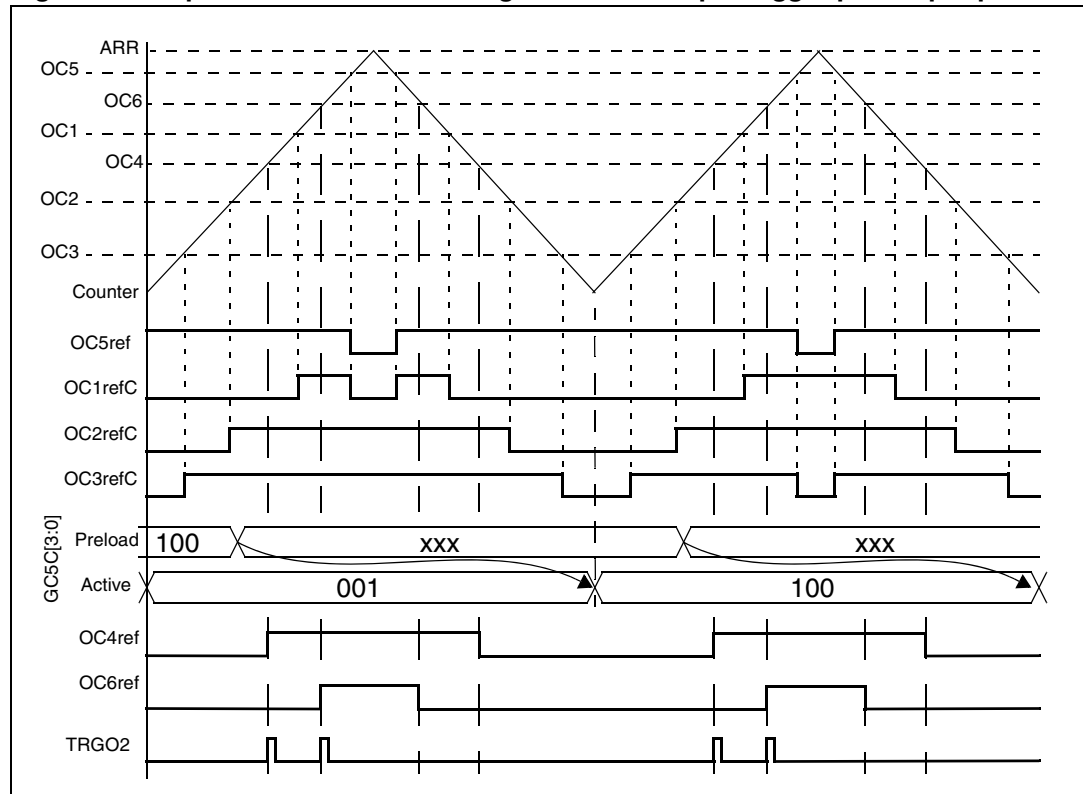 ARR
OC5
OC6
OC1
OC4
OC2
OC3
Counter
OC5ref
OC1refC
OC2refC
OC3refC
GC5C[3:0]
Preload 100 xxx xxx
Active 001 100
OC4ref
OC6ref
TRGO2